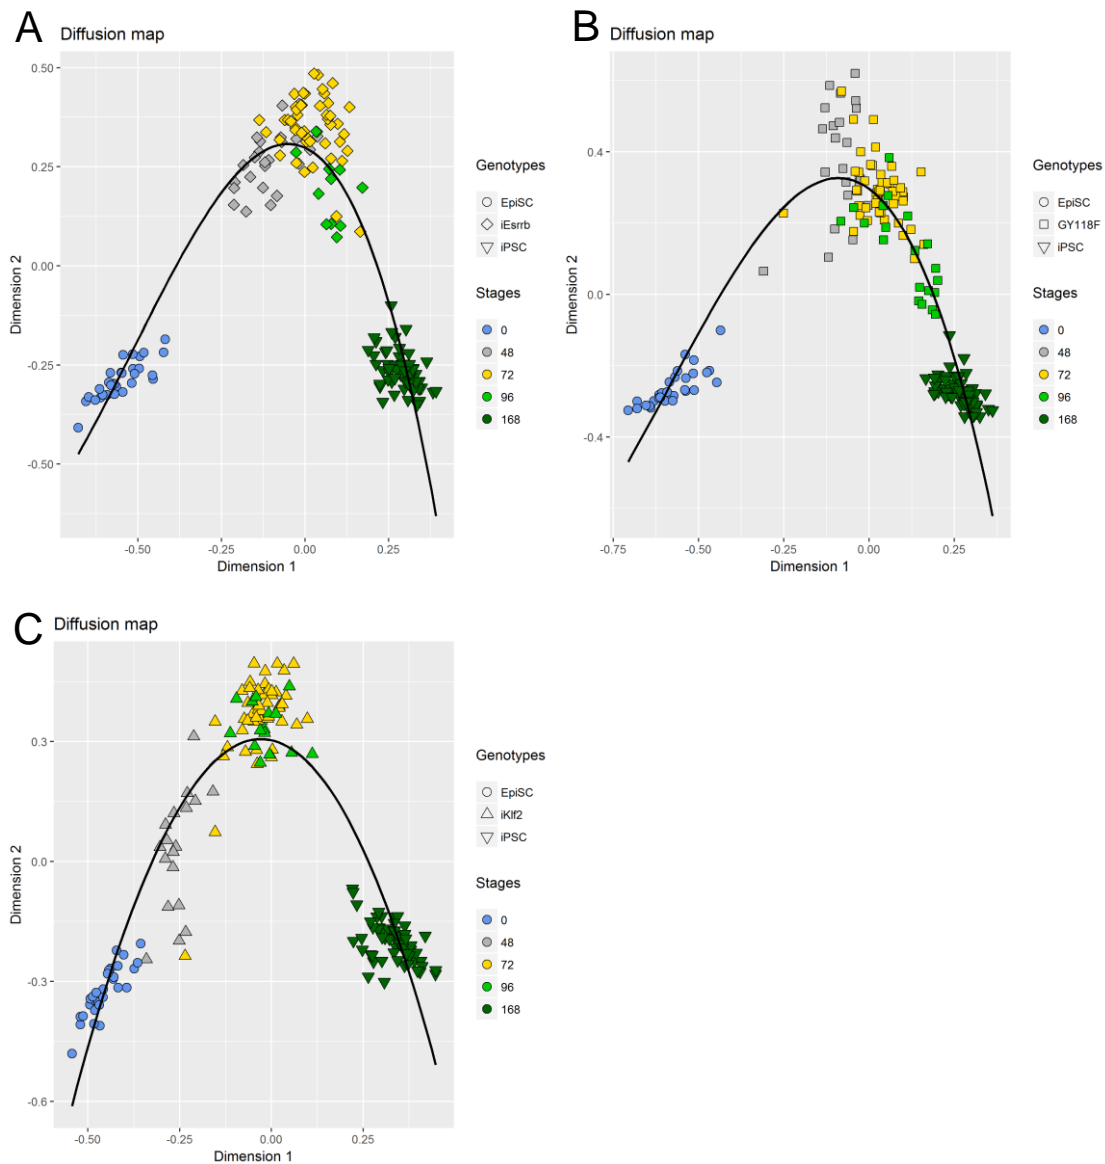 A
Diffusion map
0.50
0.25
0.00
-0.25
-0.50
Dimension 2
-0.50
-0.25
0.00
0.25
Dimension 1
Genotypes
EpiSC
iEsrrb
iPSC
Stages
0
48
72
96
168
B
Diffusion map
0.4
0.0
-0.4
Dimension 2
-0.75
-0.50
-0.25
0.00
0.25
Dimension 1
Genotypes
EpiSC
GY118F
iPSC
Stages
0
48
72
96
168
C
Diffusion map
0.3
0.0
-0.3
-0.6
Dimension 2
-0.50
-0.25
0.00
0.25
Dimension 1
Genotypes
EpiSC
iKlf2
iPSC
Stages
0
48
72
96
168